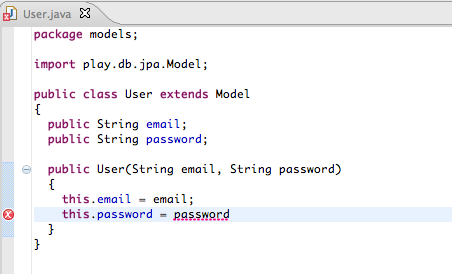 User.java
package models;
import play.db.jpa.Model;
public class User extends Model
{
public String email;
public String password;
public User(String email, String password)
{
this.email = email;
this.password = password
}
}